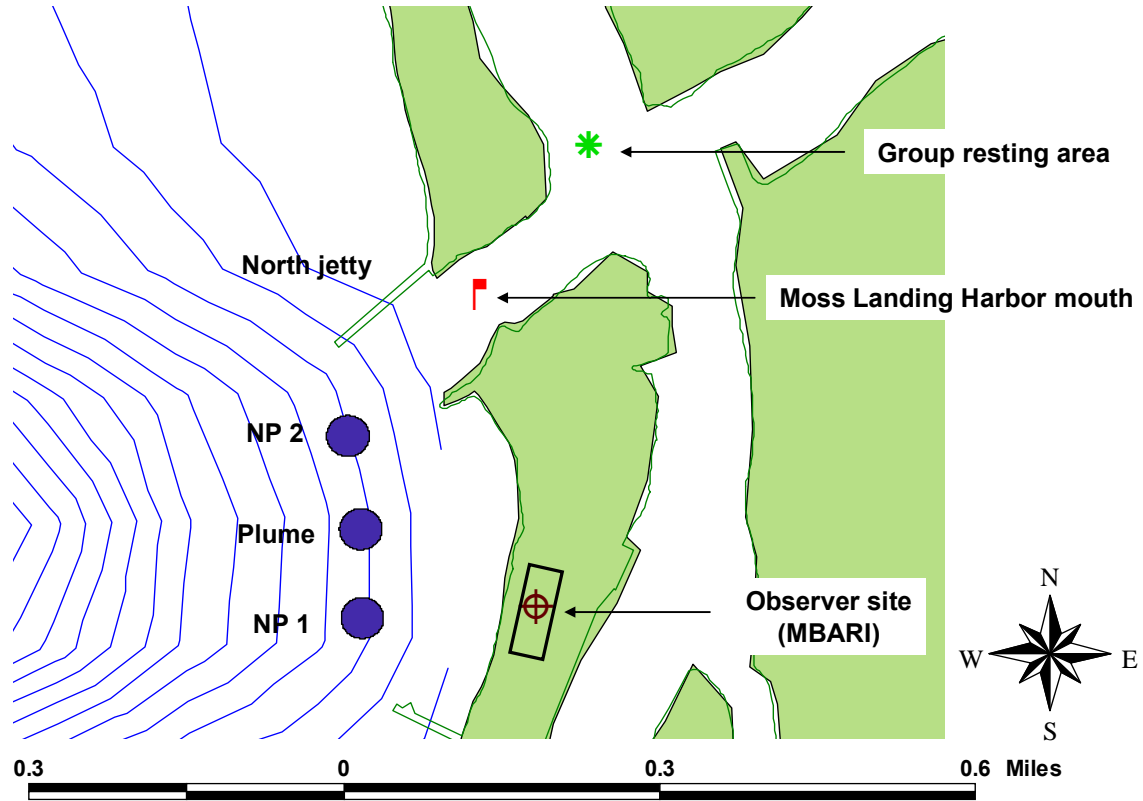 Group resting area
North jetty
Moss Landing Harbor mouth
NP 2
Plume
NP 1
Observer site
(MBARI)
N
W
E
S
0.3 0 0.3 0.6 Miles